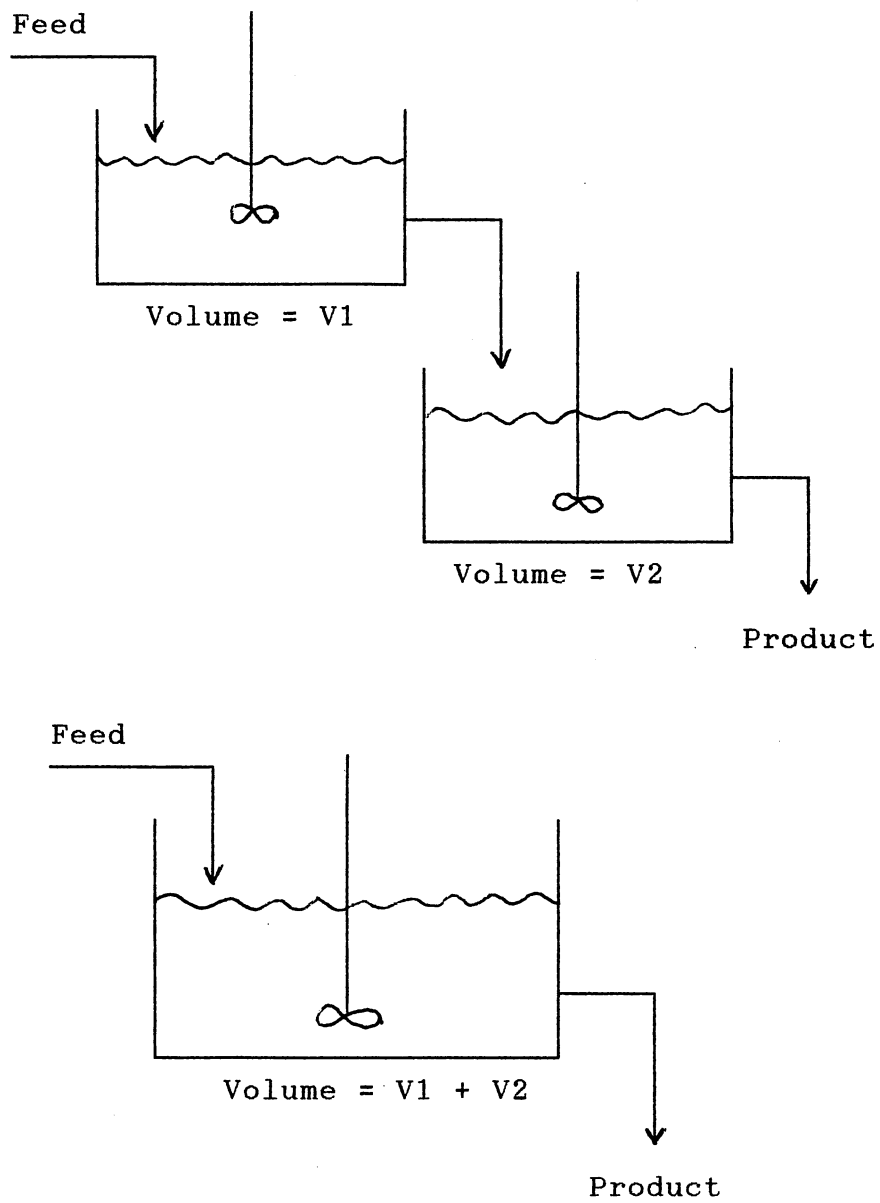 Feed
Volume = V1
Volume = V2
Product
Feed
Volume = V1 + V2
Product